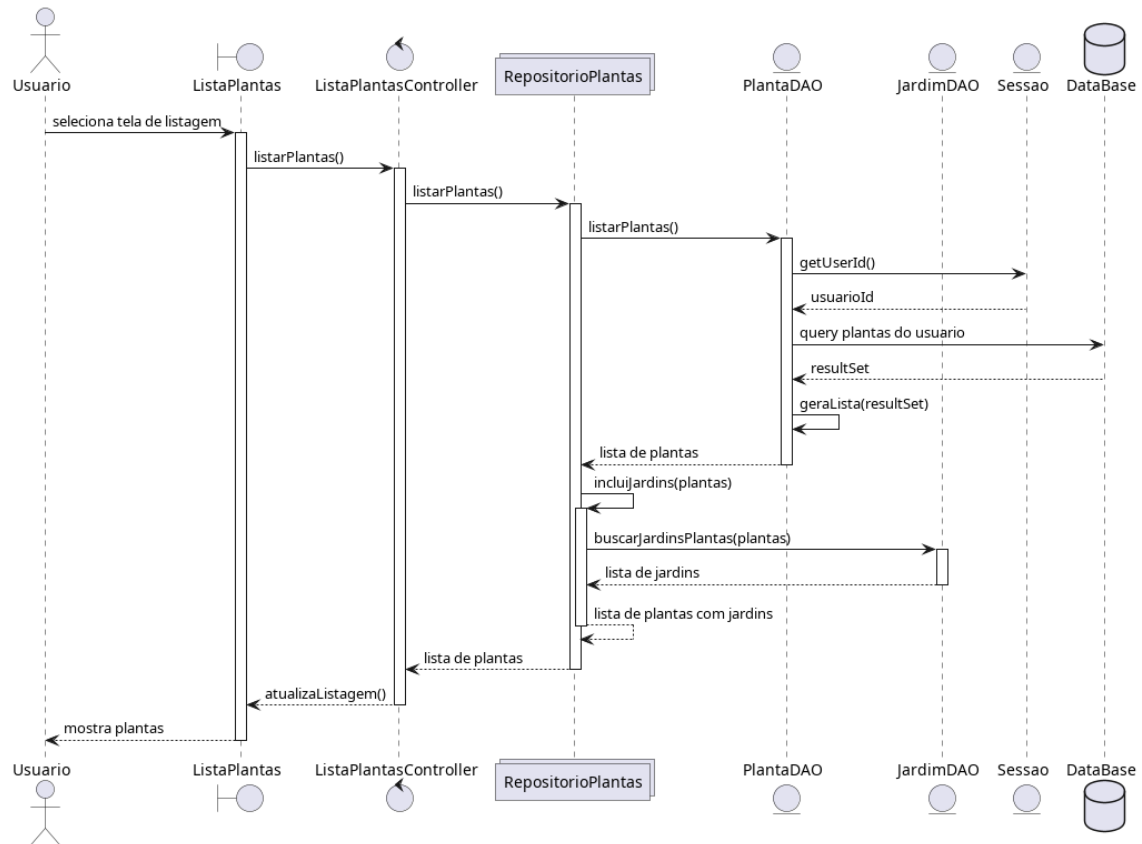 Usuario
ListaPlantas
ListaPlantasController
RepositorioPlantas
PlantaDAO
JardimDAO
Sessao
DataBase
seleciona tela de listagem
listarPlantas()
listarPlantas()
listarPlantas()
getUserId()
usuarioId
query plantas do usuario
resultSet
geraLista(resultSet)
lista de plantas
incluiJardins(plantas)
buscarJardinsPlantas(plantas)
lista de jardins
lista de plantas com jardins
lista de plantas
atualizaListagem()
mostra plantas
Usuario
ListaPlantas
ListaPlantasController
RepositorioPlantas
PlantaDAO
JardimDAO
Sessao
DataBase